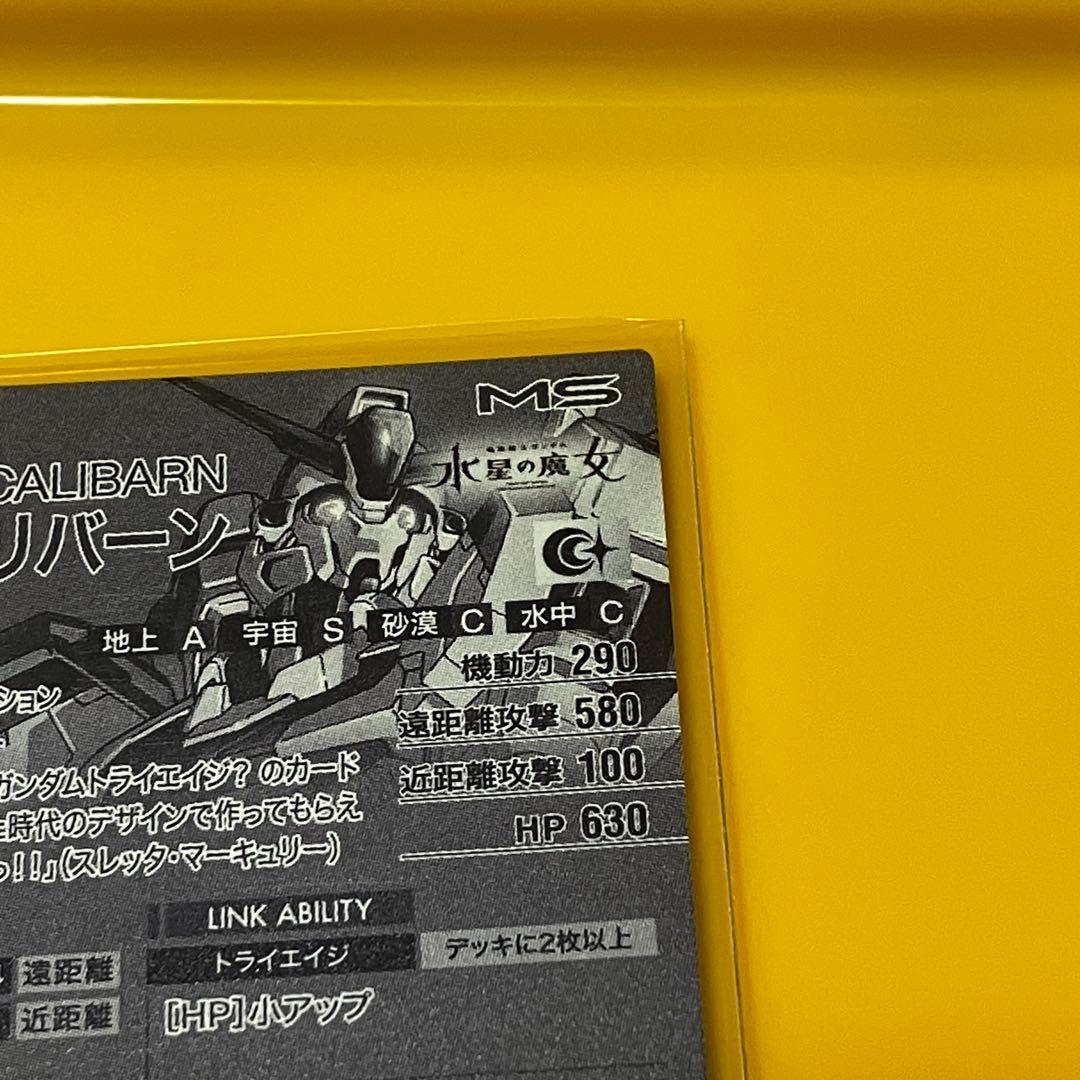 MS
水星の魔女
CALIBARN
リバーン
地上 A 宇宙 S 砂漠 C 水中 C
機動力 290
遠距離攻撃 580
近距離攻撃 100
HP 630
ション
ガンダムトライエイジ? のカード
時代のデザインで作ってもらえ
っ!!」(スレッタ・マーキュリー)
LINK ABILITY
トライエイジ デッキに2枚以上
[HP]小アップ
遠距離
近距離